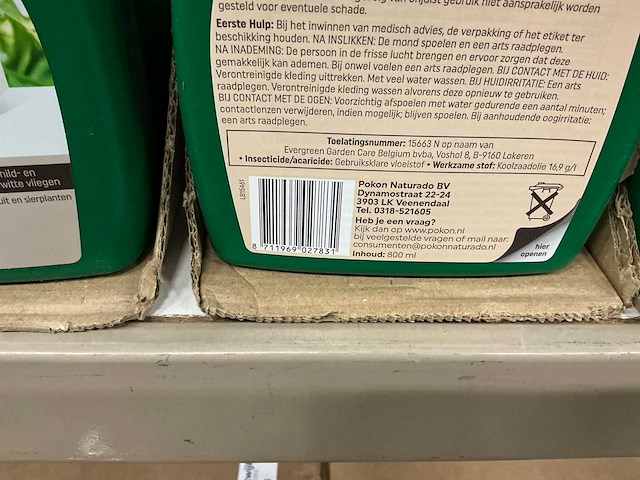 gesteld voor eventuele schade.
Eerste Hulp: Bij het inwinnen van medisch advies, de verpakking of het etiket ter
beschikking houden. NA INSLIKKEN: De mond spoelen en een arts raadplegen.
NA INADEMING: De persoon in de frisse lucht brengen en ervoor zorgen dat deze
gemakkelijk kan ademen. Bij onwel voelen een arts raadplegen. BIJ CONTACT MET DE HUID:
Verontreinigde kleding uittrekken. Met veel water wassen. BIJ HUIDIRRITATIE: Een arts
raadplegen. Verontreinigde kleding wassen alvorens deze opnieuw te gebruiken.
BIJ CONTACT MET DE OGEN: Voorzichtig afspoelen met water gedurende een aantal minuten;
contactlenzen verwijderen, indien mogelijk; blijven spoelen. Bij aanhoudende oogirritatie:
een arts raadplegen.
Toelatingsnummer: 15663 N op naam van
Evergreen Garden Care Belgium bvba, Voshol 8, B-9160 Lokeren
• Insecticide/acaricide: Gebruiksklare vloeistof • Werkzame stof: Koolzaadolie 16,9 g/l
Pokon Naturado BV
Dynamostraat 22-24
3903 LK Veenendaal
Tel. 0318-521605
Heb je een vraag?
Kijk dan op www.pokon.nl
bij veelgestelde vragen of mail naar:
consumenten@pokonnaturado.nl
Inhoud: 800 ml
8 711969 027831
hier
openen
hild- en
witte vliegen
uit en sierplanten